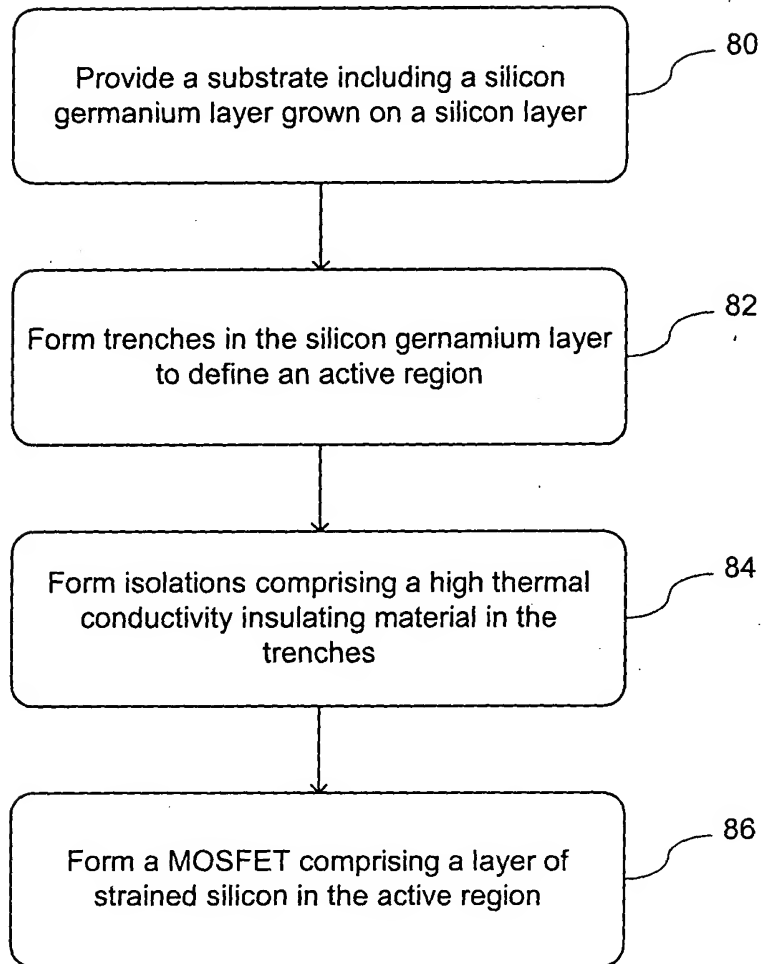 80
Provide a substrate including a silicon
germanium layer grown on a silicon layer
82
Form trenches in the silicon gernamium layer
to define an active region
84
Form isolations comprising a high thermal
conductivity insulating material in the
trenches
86
Form a MOSFET comprising a layer of
strained silicon in the active region